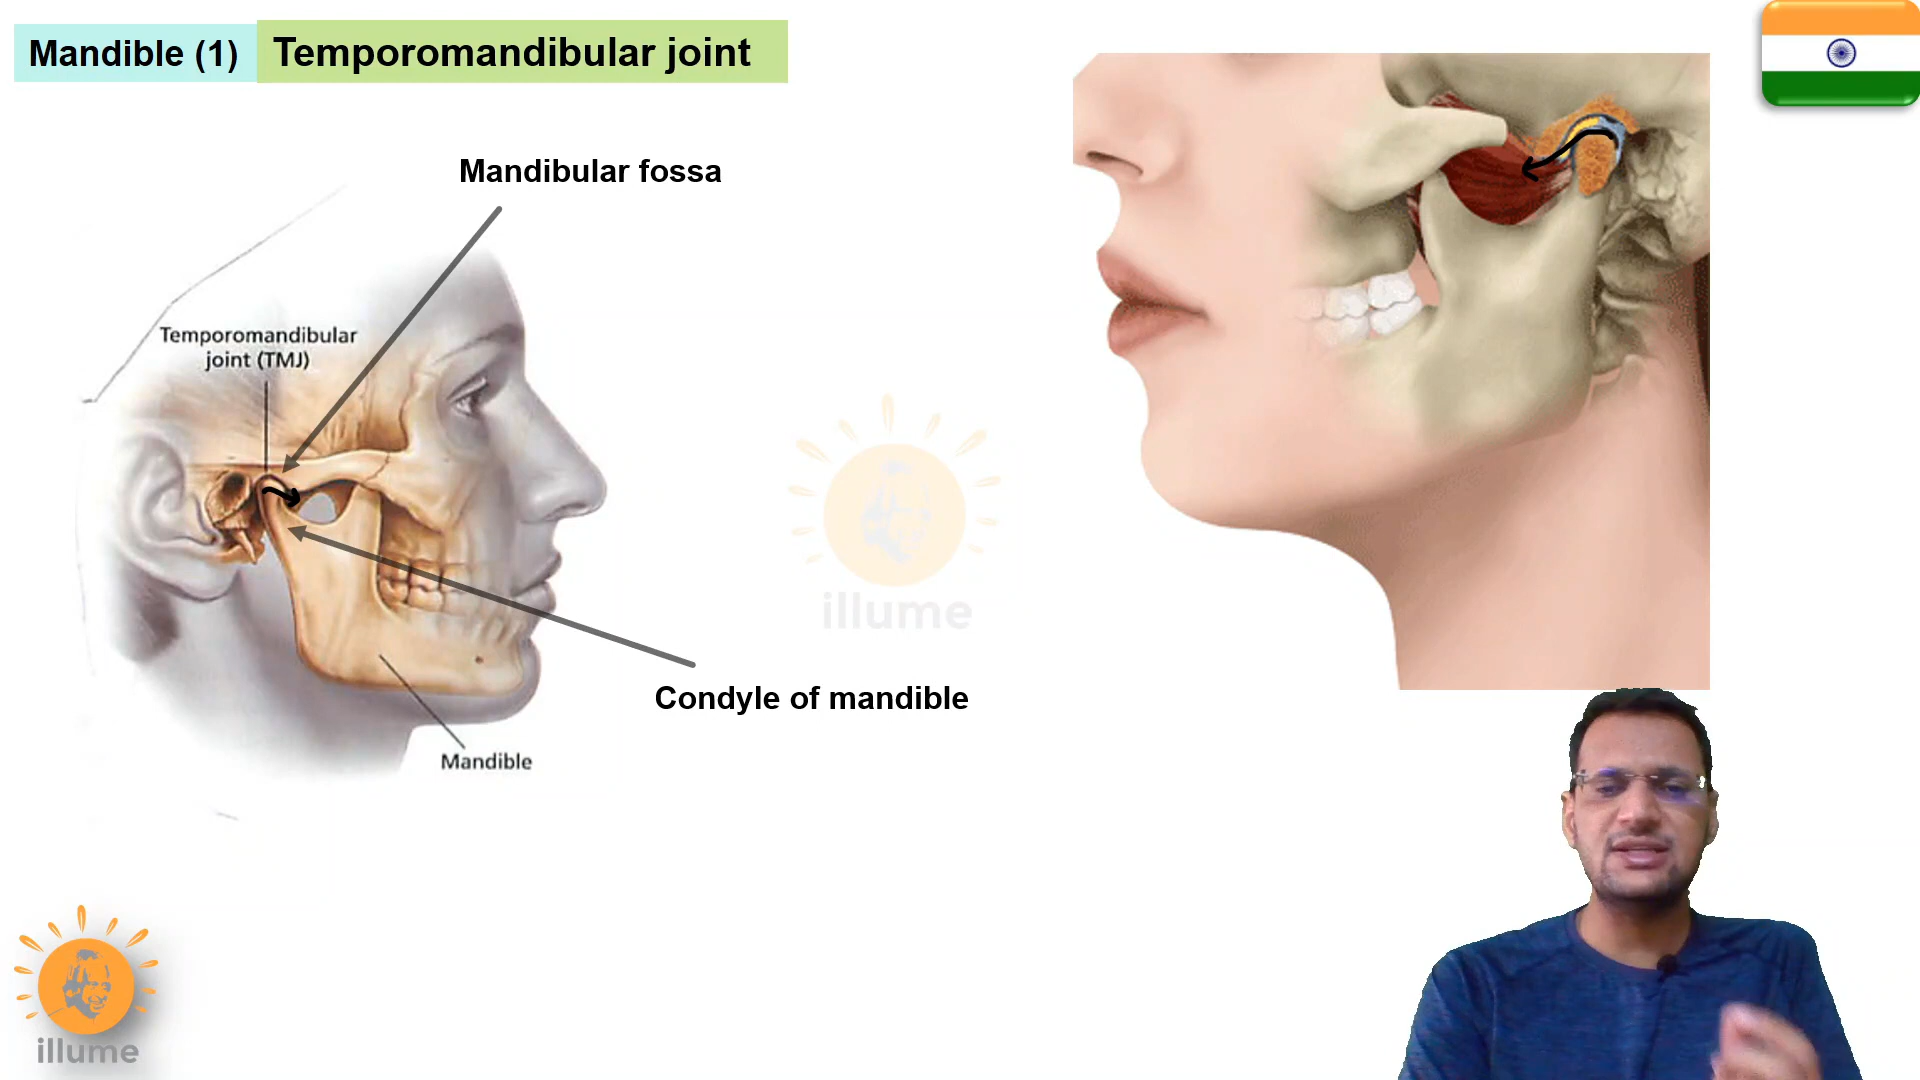 Mandible (1)
Temporomandibular joint
Mandibular fossa
Temporomandibular
joint (TMJ)
illume
Condyle of mandible
Mandible
illume